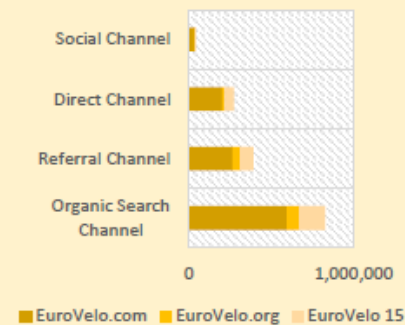 Social Channel
Direct Channel
Referral Channel
Organic Search
Channel
0 1,000,000
EuroVelo.com EuroVelo.org EuroVelo 15